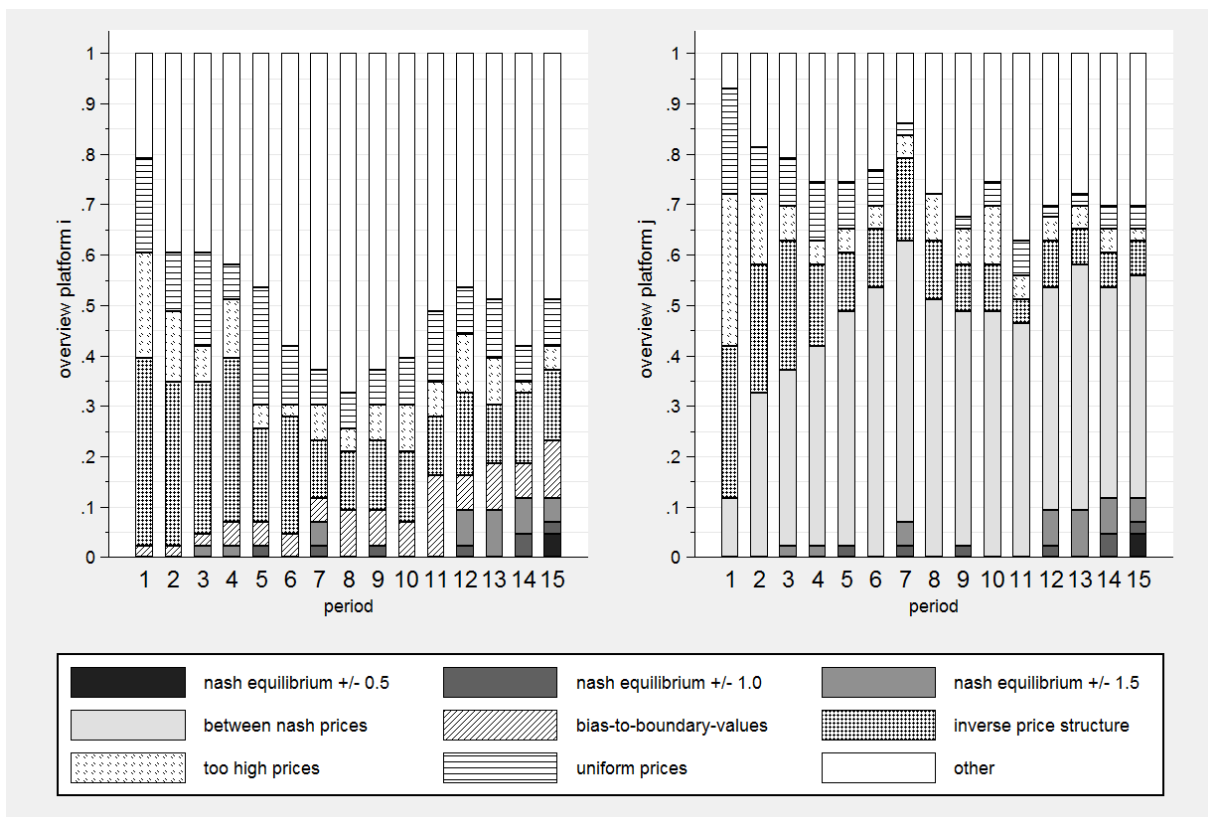 overview platform i
1
.9
.8
.7
.6
.5
.4
.3
.2
.1
0
1 2 3 4 5 6 7 8 9 10 11 12 13 14 15
period
overview platform j
1
.9
.8
.7
.6
.5
.4
.3
.2
.1
0
1 2 3 4 5 6 7 8 9 10 11 12 13 14 15
period
nash equilibrium +/- 0.5 nash equilibrium +/- 1.0 nash equilibrium +/- 1.5
between nash prices bias-to-boundary-values inverse price structure
too high prices uniform prices other